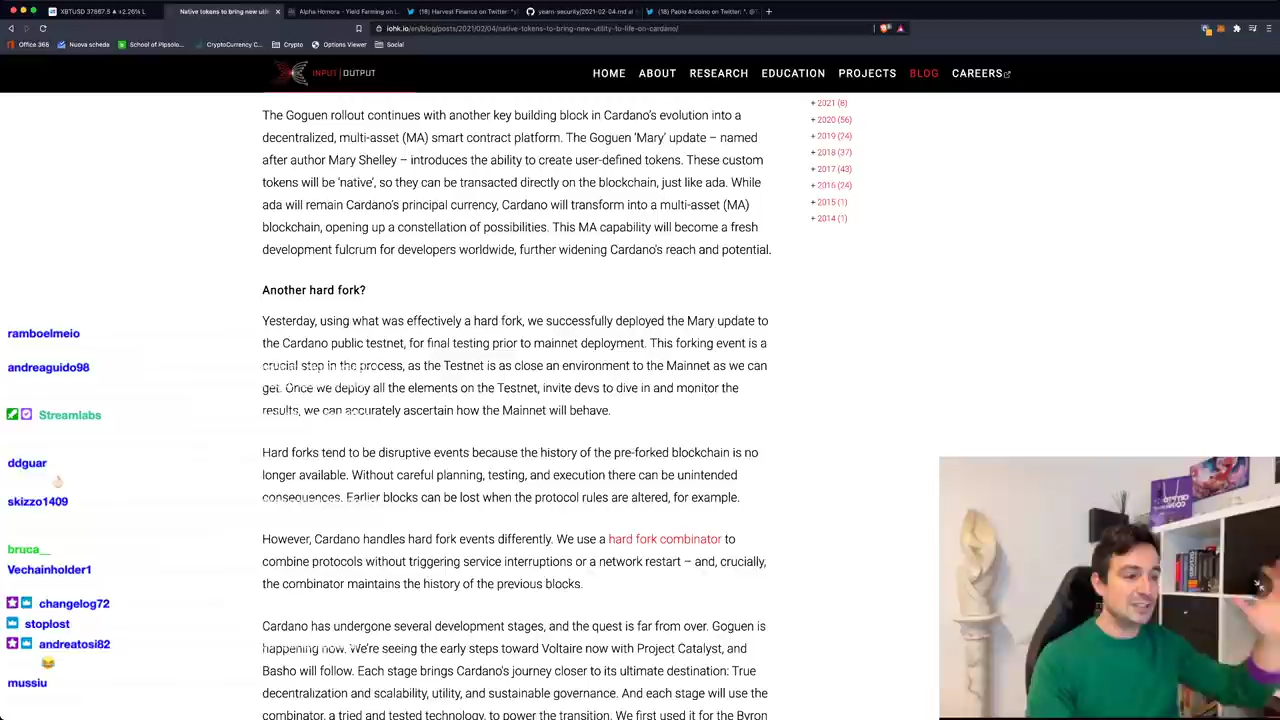 XBTUSD 37867.5 ▲ +2.26%
Native tokens to bring new utili
Alpha Homora - Yield Farming on
(18) Harvest Finance on Twitter:
yearn-security/2021-02-04.md at
(18) Paolo Ardoino on Twitter:
iohk.io/en/blog/posts/2021/02/04/native-tokens-to-bring-new-utility-to-life-on-cardano/
Office 365
Nuova scheda
School of Pipsolo...
CryptoCurrency C...
Crypto
Options Viewer
Social
INPUT | OUTPUT
HOME
ABOUT
RESEARCH
EDUCATION
PROJECTS
BLOG
CAREERS
The Goguen rollout continues with another key building block in Cardano's evolution into a
decentralized, multi-asset (MA) smart contract platform. The Goguen 'Mary' update – named
after author Mary Shelley – introduces the ability to create user-defined tokens. These custom
tokens will be 'native', so they can be transacted directly on the blockchain, just like ada. While
ada will remain Cardano's principal currency, Cardano will transform into a multi-asset (MA)
blockchain, opening up a constellation of possibilities. This MA capability will become a fresh
development fulcrum for developers worldwide, further widening Cardano's reach and potential.
Another hard fork?
Yesterday, using what was effectively a hard fork, we successfully deployed the Mary update to
the Cardano public testnet, for final testing prior to mainnet deployment. This forking event is a
crucial step in the process, as the Testnet is as close an environment to the Mainnet as we can
get. Once we deploy all the elements on the Testnet, invite devs to dive in and monitor the
results, we can accurately ascertain how the Mainnet will behave.
Hard forks tend to be disruptive events because the history of the pre-forked blockchain is no
longer available. Without careful planning, testing, and execution there can be unintended
consequences. Earlier blocks can be lost when the protocol rules are altered, for example.
However, Cardano handles hard fork events differently. We use a hard fork combinator to
combine protocols without triggering service interruptions or a network restart – and, crucially,
the combinator maintains the history of the previous blocks.
Cardano has undergone several development stages, and the quest is far from over. Goguen is
happening now. We're seeing the early steps toward Voltaire now with Project Catalyst, and
Basho will follow. Each stage brings Cardano's journey closer to its ultimate destination: True
decentralization and scalability, utility, and sustainable governance. And each stage will use the
combinator, a tried and tested technology, to power the transition. We first used it for the Byron
+ 2021 (8)
+ 2020 (56)
+ 2019 (24)
+ 2018 (37)
+ 2017 (43)
+ 2016 (24)
+ 2015 (1)
+ 2014 (1)
ramboelmeio
andreaguido98
Streamlabs
ddguar
skizzo1409
bruca__
Vechainholder1
changelog72
stoplost
andreatosi82
mussiu